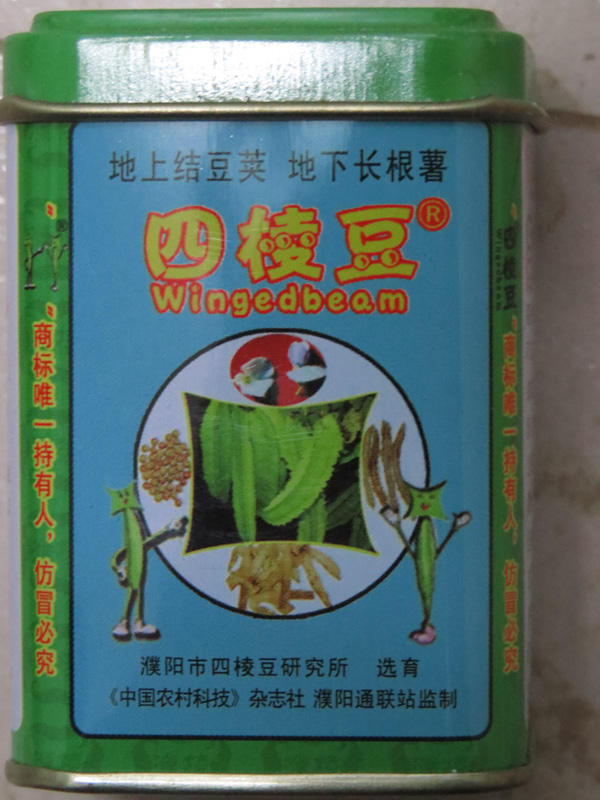 地上结豆荚 地下长根薯
四棱豆®
Wingedbeam
濮阳市四棱豆研究所 选育
《中国农村科技》杂志社 濮阳通联站监制
“ ® ”商标唯一持有人，仿冒必究
“四棱豆 Wingedbeam ”商标唯一持有人，仿冒必究